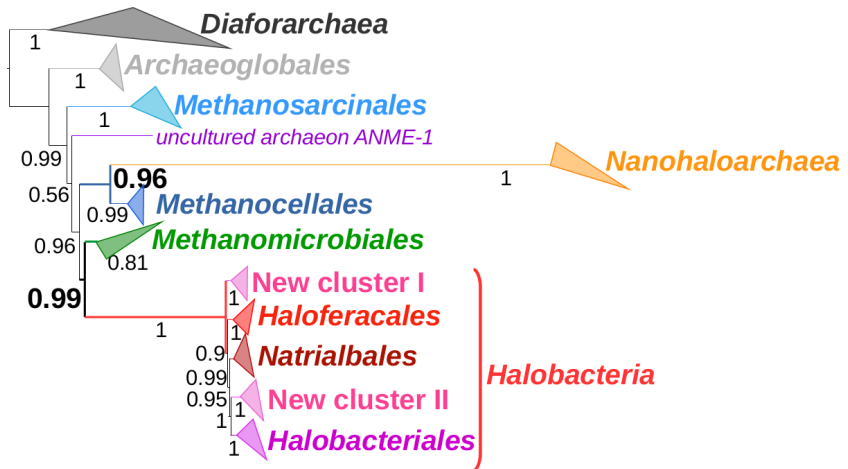 Diaforarchaea
1
Archaeoglobales
1
Methanosarcinales
1
uncultured archaeon ANME-1
0.99
Nanohaloarchaea
0.96
1
0.56
Methanocellales
0.99
Methanomicrobiales
0.96
0.81
New cluster I
0.99
1
Haloferacales
1
1
0.9
Natrialbales
Halobacteria
0.99
0.95
New cluster II
1
1
Halobacteriales
1